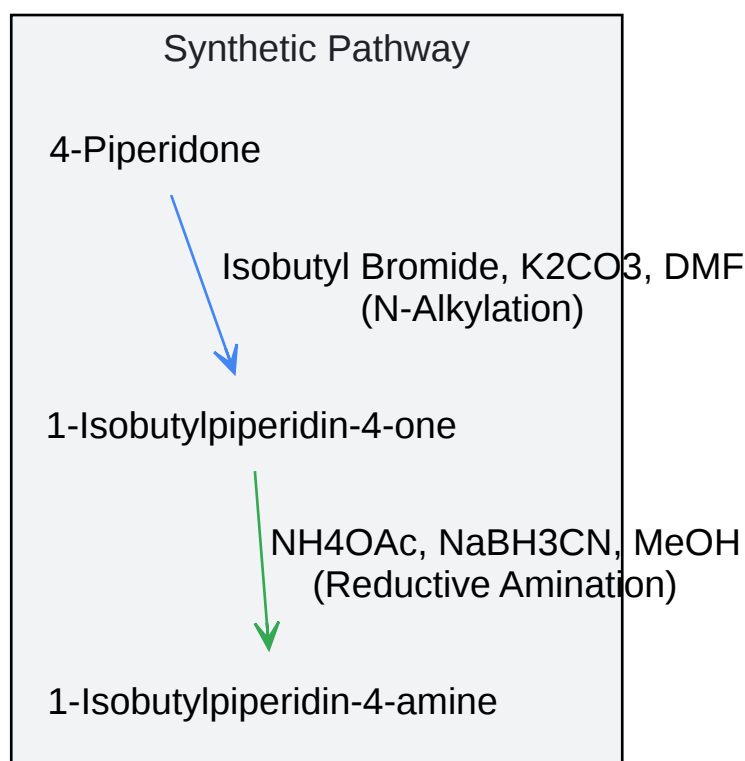 Synthetic Pathway
4-Piperidone
Isobutyl Bromide, K2CO3, DMF
(N-Alkylation)
1-Isobutylpiperidin-4-one
NH4OAc, NaBH3CN, MeOH
(Reductive Amination)
1-Isobutylpiperidin-4-amine